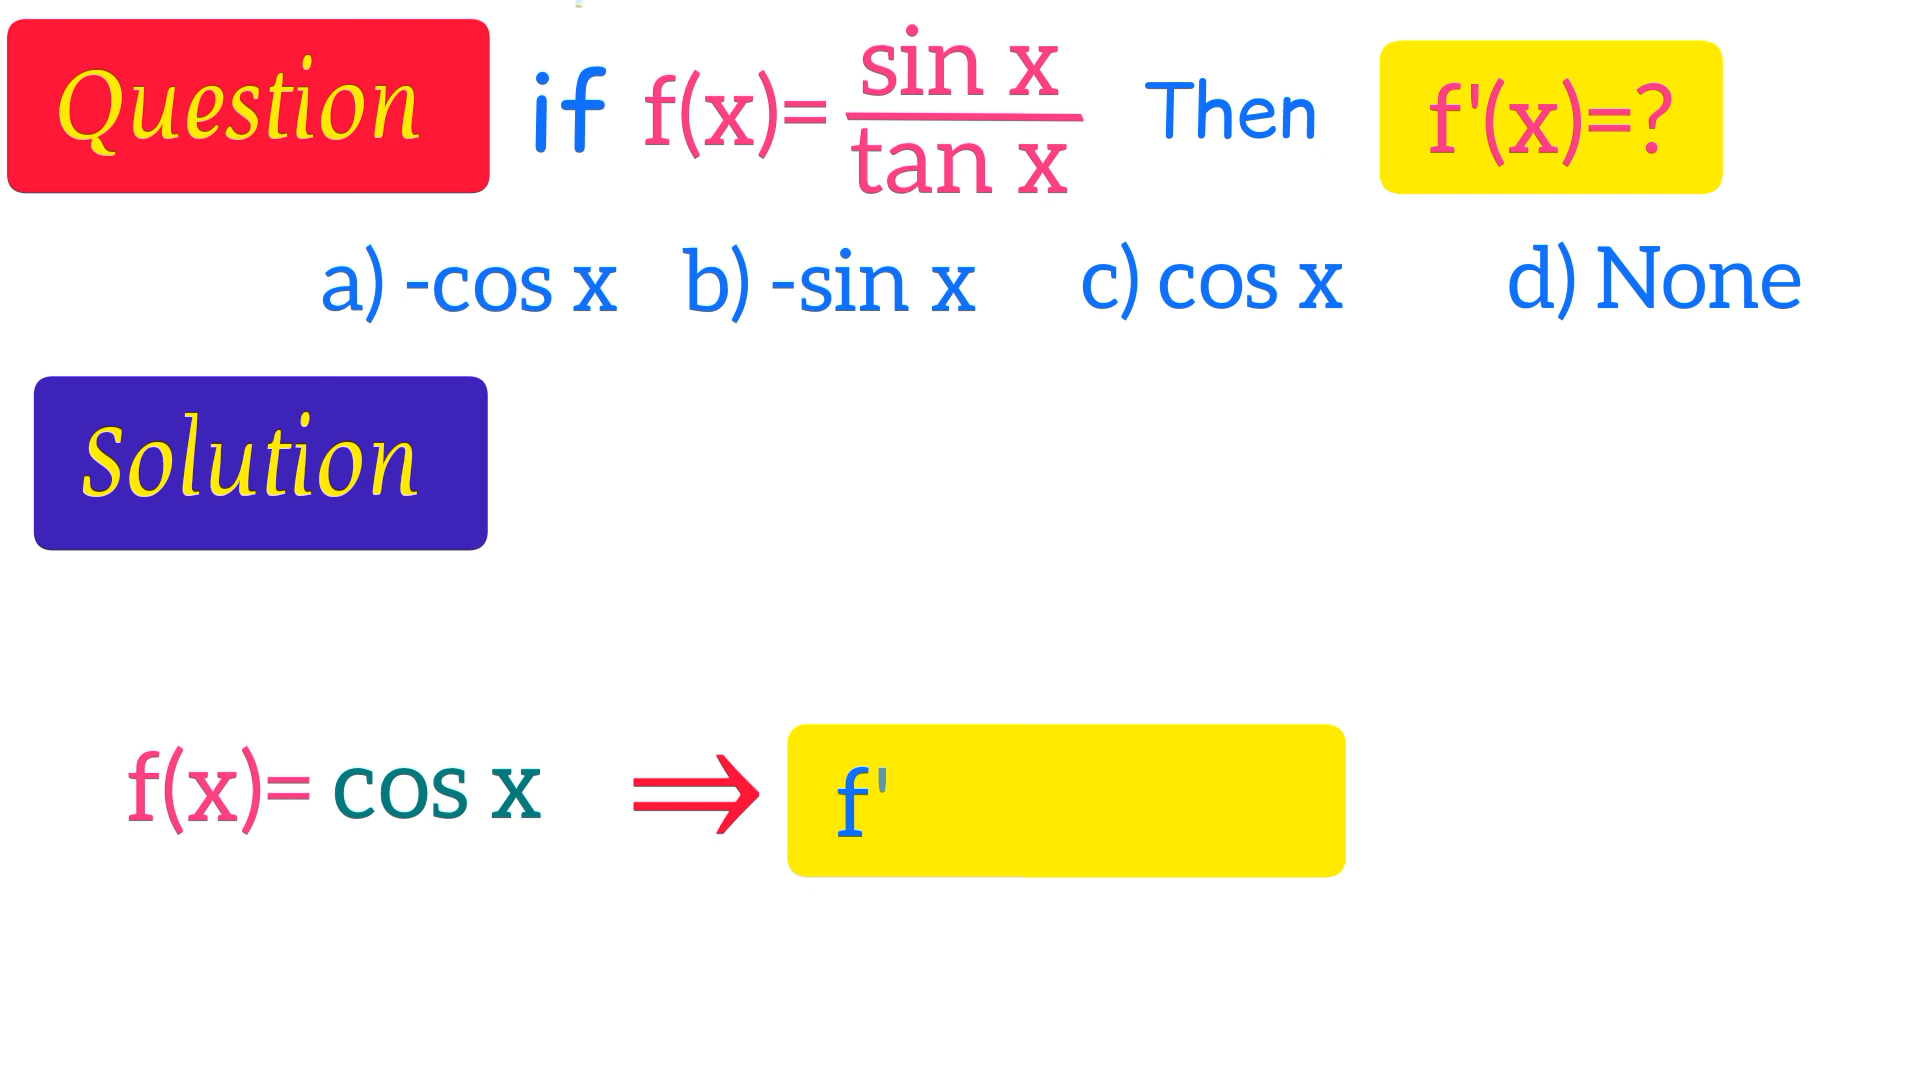 Question if f(x)= sin x / tan x Then f'(x)=?
a) -cos x b) -sin x c) cos x d) None
Solution
f(x)= cos x ⇒ f'